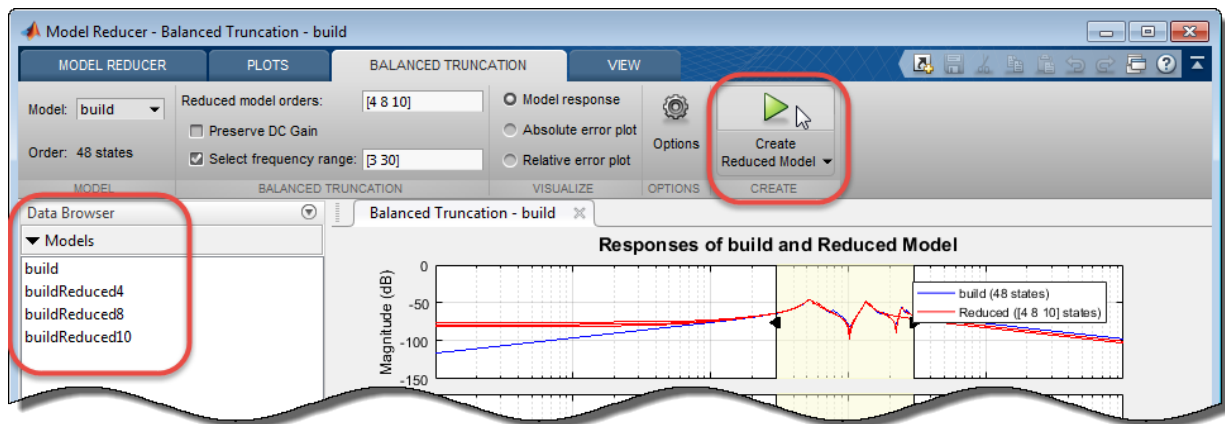 Model Reducer - Balanced Truncation - build
MODEL REDUCER
PLOTS
BALANCED TRUNCATION
VIEW
Model: build
Order: 48 states
MODEL
Reduced model orders: [4 8 10]
Preserve DC Gain
Select frequency range: [3 30]
BALANCED TRUNCATION
Model response
Absolute error plot
Relative error plot
VISUALIZE
Options
OPTIONS
Create
Reduced Model
CREATE
Data Browser
Models
build
buildReduced4
buildReduced8
buildReduced10
Balanced Truncation - build
Responses of build and Reduced Model
Magnitude (dB)
0
-50
-100
-150
build (48 states)
Reduced ([4 8 10] states)